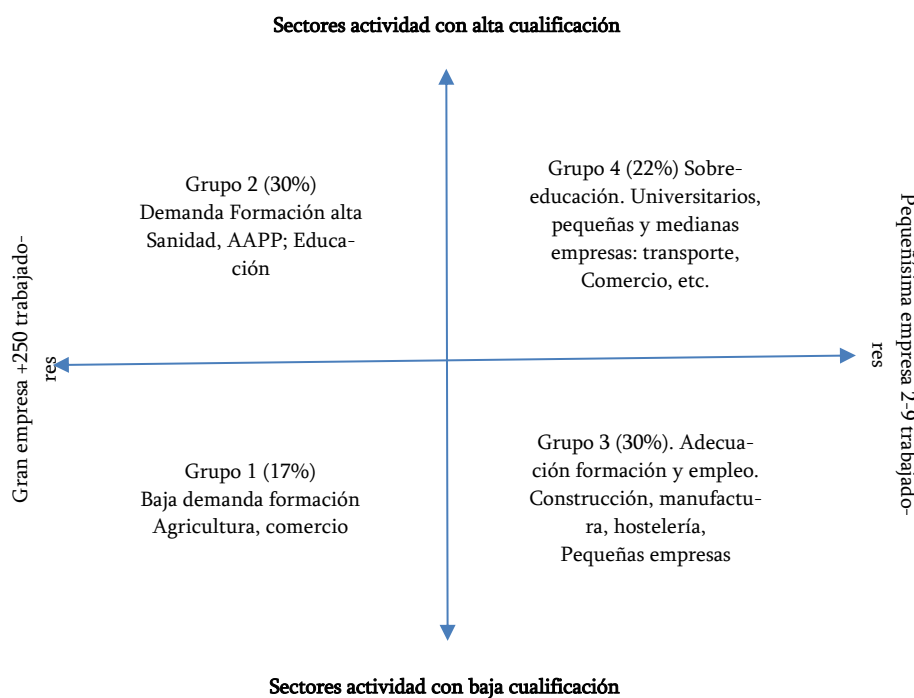 Sectores actividad con alta cualificación
Grupo 2 (30%)
Demanda Formación alta
Sanidad, AAPP; Educa-
ción
Grupo 4 (22%) Sobre-
educación. Universitarios,
pequeñas y medianas
empresas: transporte,
Comercio, etc.
Gran empresa +250 trabajado-
res
Pequeñísima empresa 2-9 trabajado-
res
Grupo 1 (17%)
Baja demanda formación
Agricultura, comercio
Grupo 3 (30%). Adecua-
ción formación y empleo.
Construcción, manufactu-
ra, hostelería,
Pequeñas empresas
Sectores actividad con baja cualificación